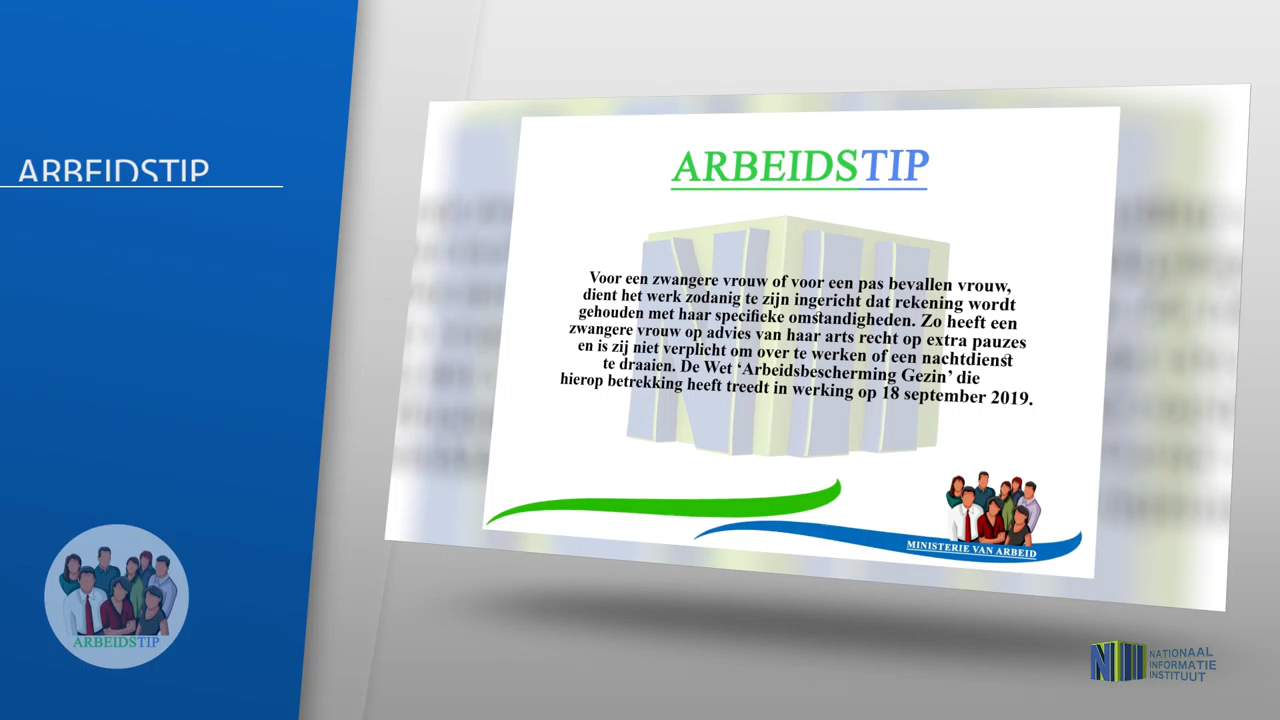 ARBEIDSTIP
ARBEIDSTIP
Voor een zwangere vrouw of voor een pas bevallen vrouw,
dient het werk zodanig te zijn ingericht dat rekening wordt
gehouden met haar specifieke omstandigheden. Zo heeft een
zwangere vrouw op advies van haar arts recht op extra pauzes
en is zij niet verplicht om over te werken of een nachtdienst
te draaien. De Wet ‘Arbeidsbescherming Gezin’ die
hierop betrekking heeft treedt in werking op 18 september 2019.
MINISTERIE VAN ARBEID
ARBEIDSTIP
NII
NATIONAAL
INFORMATIE
INSTITUUT